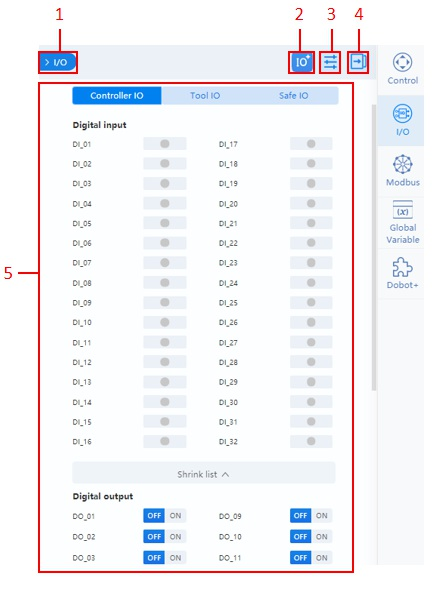 1 2 3 4
> I/O IO
Controller IO Tool IO Safe IO
Digital input
DI_01 DI_17
DI_02 DI_18
DI_03 DI_19
DI_04 DI_20
DI_05 DI_21
DI_06 DI_22
DI_07 DI_23
DI_08 DI_24
DI_09 DI_25
DI_10 DI_26
DI_11 DI_27
DI_12 DI_28
DI_13 DI_29
DI_14 DI_30
DI_15 DI_31
DI_16 DI_32
Shrink list
Digital output
DO_01 OFF ON DO_09 OFF ON
DO_02 OFF ON DO_10 OFF ON
DO_03 OFF ON DO_11 OFF ON
5
Control
I/O
Modbus
(x)
Global
Variable
Dobot+